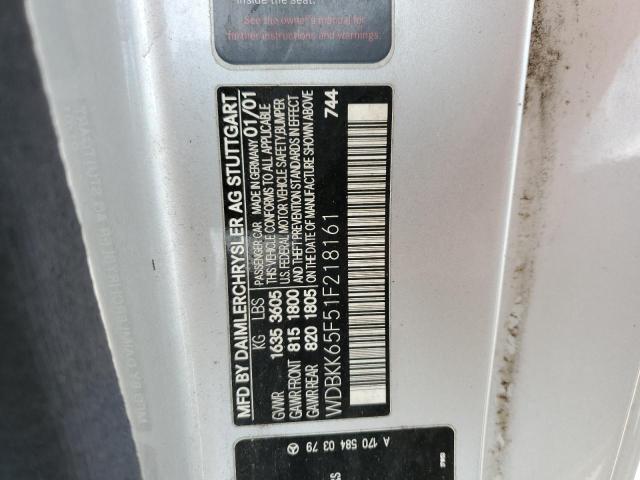 inside the seat.
See the owner's manual for
further instructions and warnings.
MFD BY DAIMLERCHRYSLER AG STUTTGART
KG LBS PASSENGER CAR MADE IN GERMANY 01/01
GVWR 1635 3605 THIS VEHICLE CONFORMS TO ALL APPLICABLE
U.S. FEDERAL MOTOR VEHICLE SAFETY,BUMPER
GAWR FRONT 815 1800 AND THEFT PREVENTION STANDARDS IN EFFECT
GAWR REAR 820 1805 ON THE DATE OF MANUFACTURE SHOWN ABOVE
WDBKK65F51F218161 744
A 170 584 03 79